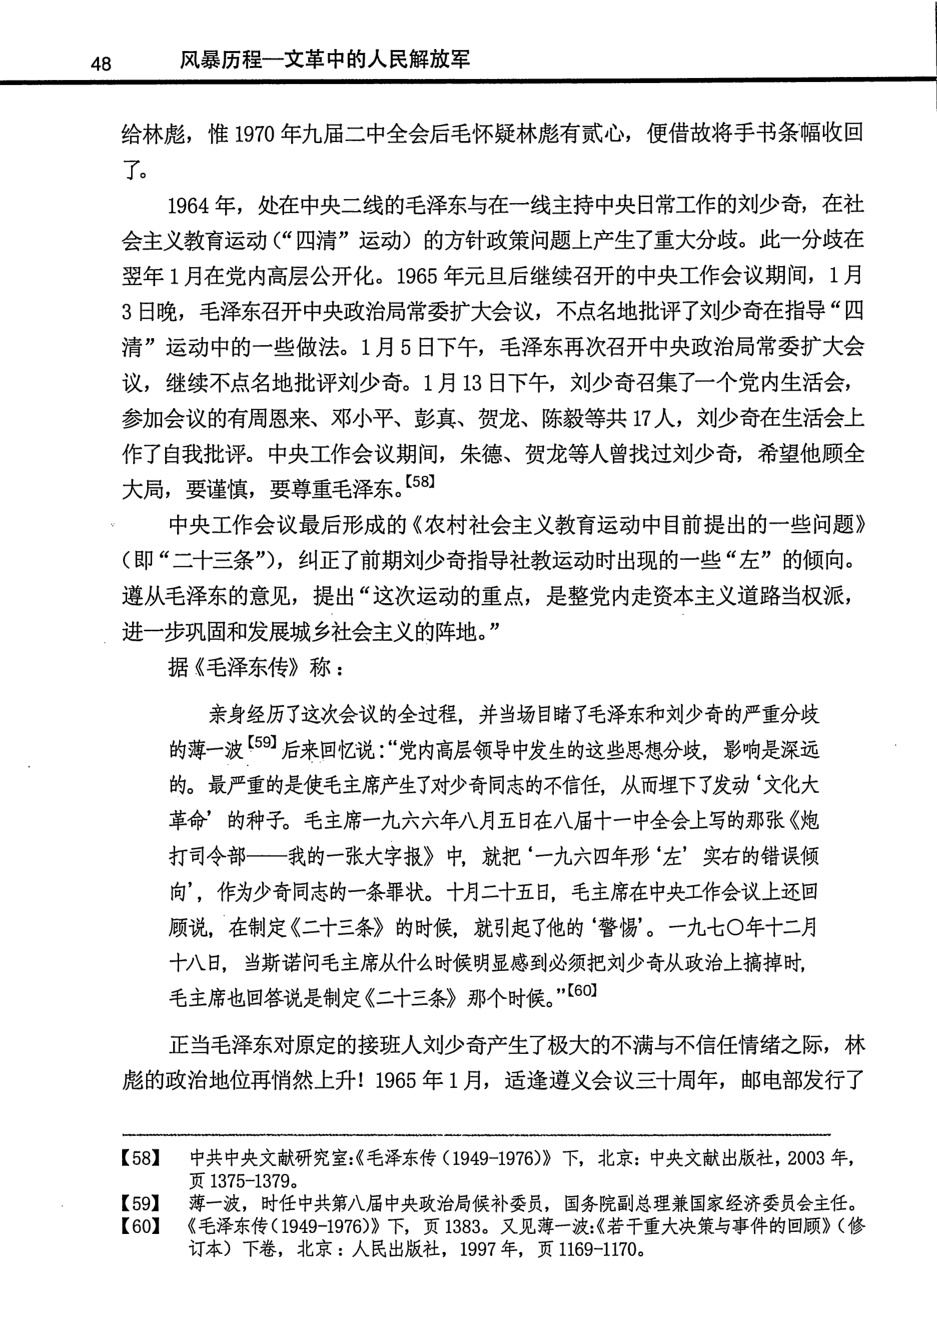 48 风暴历程—文革中的人民解放军
给林彪，惟 1970 年九届二中全会后毛怀疑林彪有贰心，便借故将手书条幅收回
了。
1964 年，处在中央二线的毛泽东与在一线主持中央日常工作的刘少奇，在社
会主义教育运动（“四清”运动）的方针政策问题上产生了重大分歧。此一分歧在
翌年 1 月在党内高层公开化。1965 年元旦后继续召开的中央工作会议期间，1 月
3 日晚，毛泽东召开中央政治局常委扩大会议，不点名地批评了刘少奇在指导“四
清”运动中的一些做法。1 月 5 日下午，毛泽东再次召开中央政治局常委扩大会
议，继续不点名地批评刘少奇。1 月 13 日下午，刘少奇召集了一个党内生活会，
参加会议的有周恩来、邓小平、彭真、贺龙、陈毅等共 17 人，刘少奇在生活会上
作了自我批评。中央工作会议期间，朱德、贺龙等人曾找过刘少奇，希望他顾全
大局，要谨慎，要尊重毛泽东。【58】
中央工作会议最后形成的《农村社会主义教育运动中目前提出的一些问题》
（即“二十三条”），纠正了前期刘少奇指导社教运动时出现的一些“左”的倾向。
遵从毛泽东的意见，提出“这次运动的重点，是整党内走资本主义道路当权派，
进一步巩固和发展城乡社会主义的阵地。”
据《毛泽东传》称：
亲身经历了这次会议的全过程，并当场目睹了毛泽东和刘少奇的严重分歧
的薄一波【59】后来回忆说：“党内高层领导中发生的这些思想分歧，影响是深远
的。最严重的是使毛主席产生了对少奇同志的不信任，从而埋下了发动‘文化大
革命’的种子。毛主席一九六六年八月五日在八届十一中全会上写的那张《炮
打司令部——我的一张大字报》中，就把‘一九六四年形‘左’实右的错误倾
向’，作为少奇同志的一条罪状。十月二十五日，毛主席在中央工作会议上还回
顾说，在制定《二十三条》的时候，就引起了他的‘警惕’。一九七〇年十二月
十八日，当斯诺问毛主席从什么时候明显感到必须把刘少奇从政治上搞掉时，
毛主席也回答说是制定《二十三条》那个时候。”【60】
正当毛泽东对原定的接班人刘少奇产生了极大的不满与不信任情绪之际，林
彪的政治地位再悄然上升！1965 年 1 月，适逢遵义会议三十周年，邮电部发行了
【58】 中共中央文献研究室：《毛泽东传（1949-1976）》下，北京：中央文献出版社，2003 年，
页 1375-1379。
【59】 薄一波，时任中共第八届中央政治局候补委员，国务院副总理兼国家经济委员会主任。
【60】 《毛泽东传（1949-1976）》下，页 1383。又见薄一波：《若干重大决策与事件的回顾》（修
订本）下卷，北京：人民出版社，1997 年，页 1169-1170。